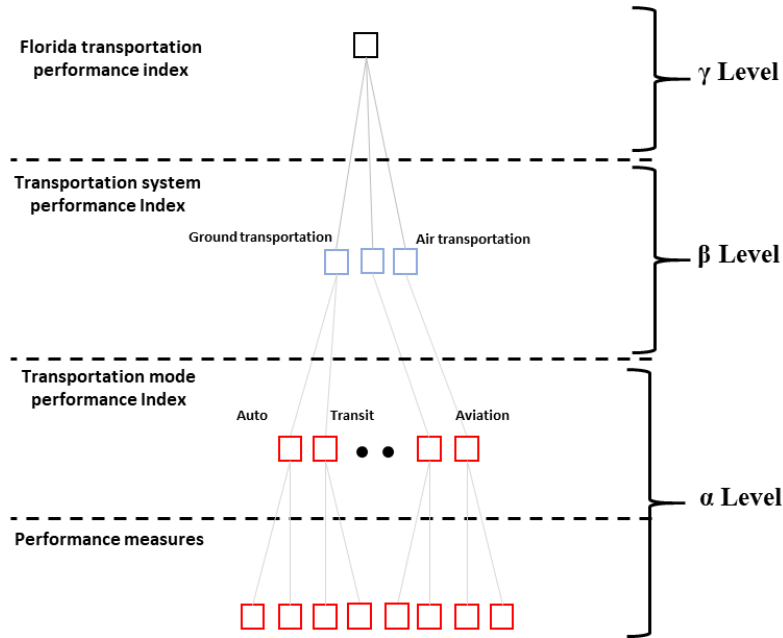 Florida transportation
performance index
γ Level
Transportation system
performance Index
Ground transportation
Air transportation
β Level
Transportation mode
performance Index
Auto
Transit
Aviation
α Level
Performance measures